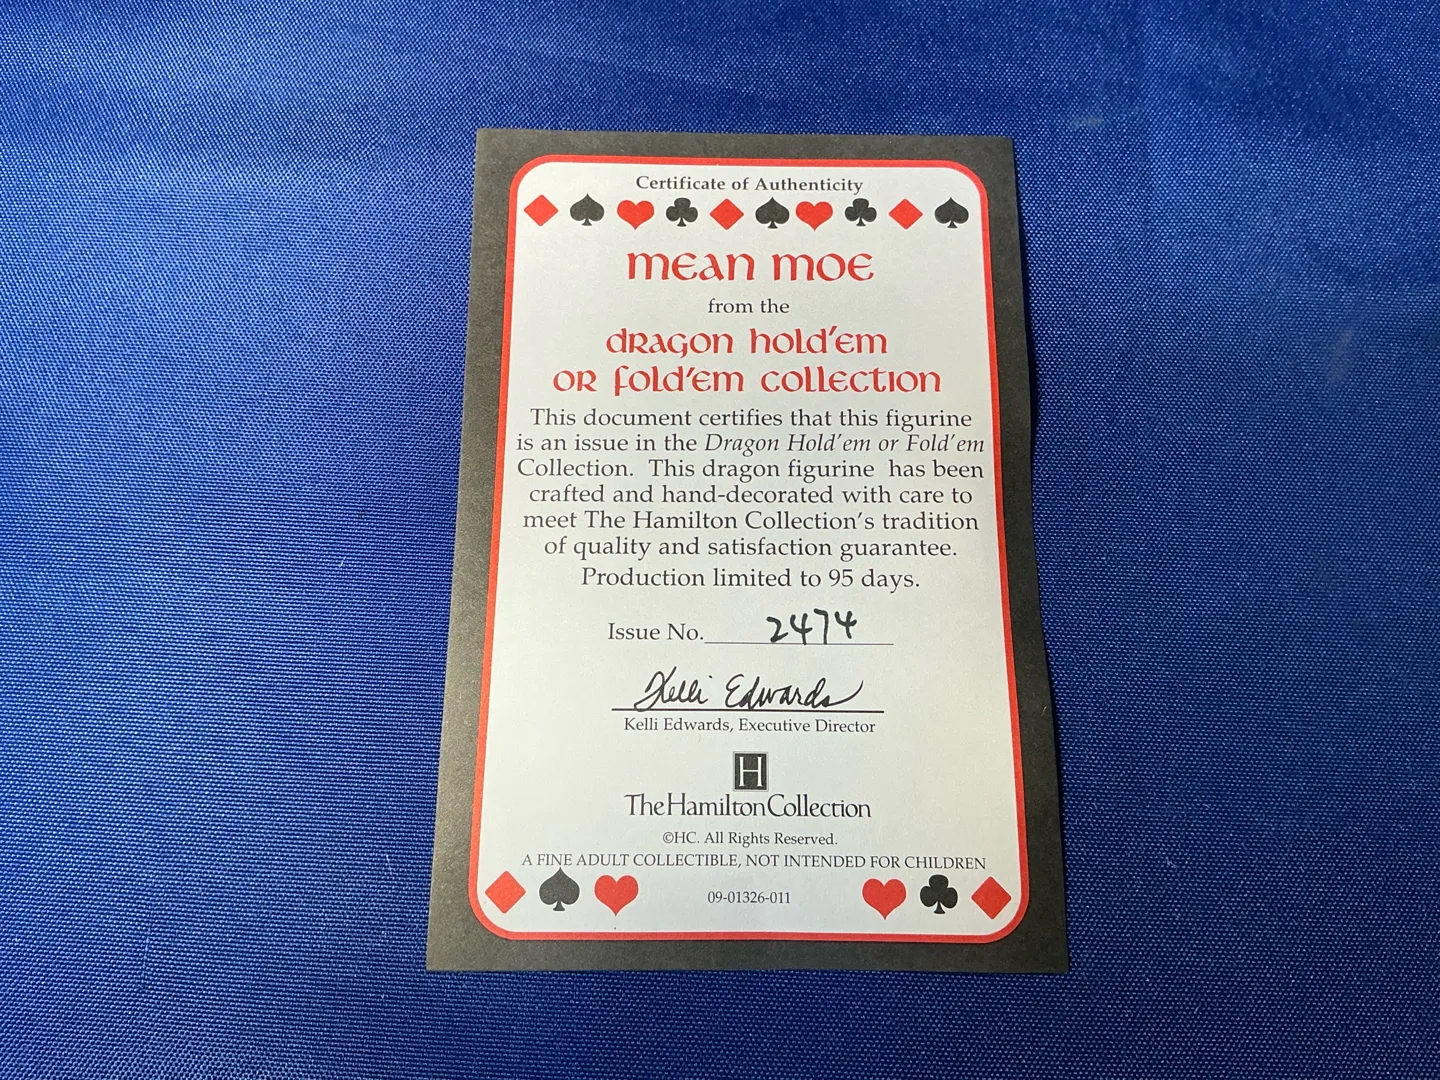 Certificate of Authenticity
mean moe
from the
dragon hold'em
or fold'em collection
This document certifies that this figurine
is an issue in the Dragon Hold'em or Fold'em
Collection. This dragon figurine has been
crafted and hand-decorated with care to
meet The Hamilton Collection's tradition
of quality and satisfaction guarantee.
Production limited to 95 days.
Issue No. 2474
Kelli Edwards
Kelli Edwards, Executive Director
H
The Hamilton Collection
©HC. All Rights Reserved.
A FINE ADULT COLLECTIBLE, NOT INTENDED FOR CHILDREN
09-01326-011